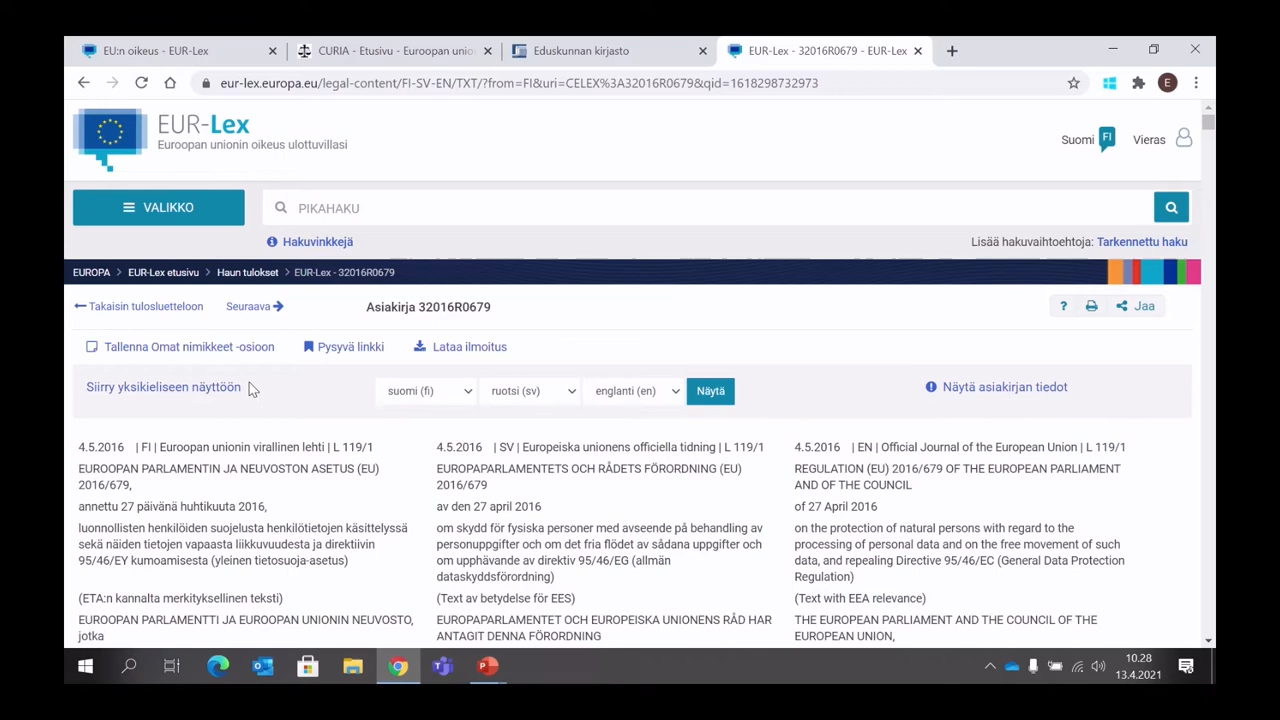 EU:n oikeus - EUR-Lex
CURIA - Etusivu - Euroopan unio
Eduskunnan kirjasto
EUR-Lex - 32016R0679 - EUR-Lex
eur-lex.europa.eu/legal-content/FI-SV-EN/TXT/?from=FI&uri=CELEX%3A32016R0679&qid=1618298732973
E
EUR-Lex
Euroopan unionin oikeus ulottuvillasi
Suomi FI
Vieras
VALIKKO
PIKAHAKU
Hakuvinkkejä
Lisää hakuvaihtoehtoja: Tarkennettu haku
EUROPA > EUR-Lex etusivu > Haun tulokset > EUR-Lex - 32016R0679
Takaisin tulosluetteloon
Seuraava
Asiakirja 32016R0679
? Jaa
Tallenna Omat nimikkeet -osioon
Pysyvä linkki
Lataa ilmoitus
Siirry yksikieliseen näyttöön
suomi (fi)
ruotsi (sv)
englanti (en)
Näytä
Näytä asiakirjan tiedot
4.5.2016 | FI | Euroopan unionin virallinen lehti | L 119/1
EUROOPAN PARLAMENTIN JA NEUVOSTON ASETUS (EU)
2016/679,
annettu 27 päivänä huhtikuuta 2016,
luonnollisten henkilöiden suojelusta henkilötietojen käsittelyssä
sekä näiden tietojen vapaasta liikkuvuudesta ja direktiivin
95/46/EY kumoamisesta (yleinen tietosuoja-asetus)
(ETA:n kannalta merkityksellinen teksti)
EUROOPAN PARLAMENTTI JA EUROOPAN UNIONIN NEUVOSTO,
jotka
4.5.2016 | SV | Europeiska unionens officiella tidning | L 119/1
EUROPAPARLAMENTETS OCH RÅDETS FÖRORDNING (EU)
2016/679
av den 27 april 2016
om skydd för fysiska personer med avseende på behandling av
personuppgifter och om det fria flödet av sådana uppgifter och
om upphävande av direktiv 95/46/EG (allmän
dataskyddsförordning)
(Text av betydelse för EES)
EUROPAPARLAMENTET OCH EUROPEISKA UNIONENS RÅD HAR
ANTAGIT DENNA FÖRORDNING
4.5.2016 | EN | Official Journal of the European Union | L 119/1
REGULATION (EU) 2016/679 OF THE EUROPEAN PARLIAMENT
AND OF THE COUNCIL
of 27 April 2016
on the protection of natural persons with regard to the
processing of personal data and on the free movement of such
data, and repealing Directive 95/46/EC (General Data Protection
Regulation)
(Text with EEA relevance)
THE EUROPEAN PARLIAMENT AND THE COUNCIL OF THE
EUROPEAN UNION,
10.28
13.4.2021